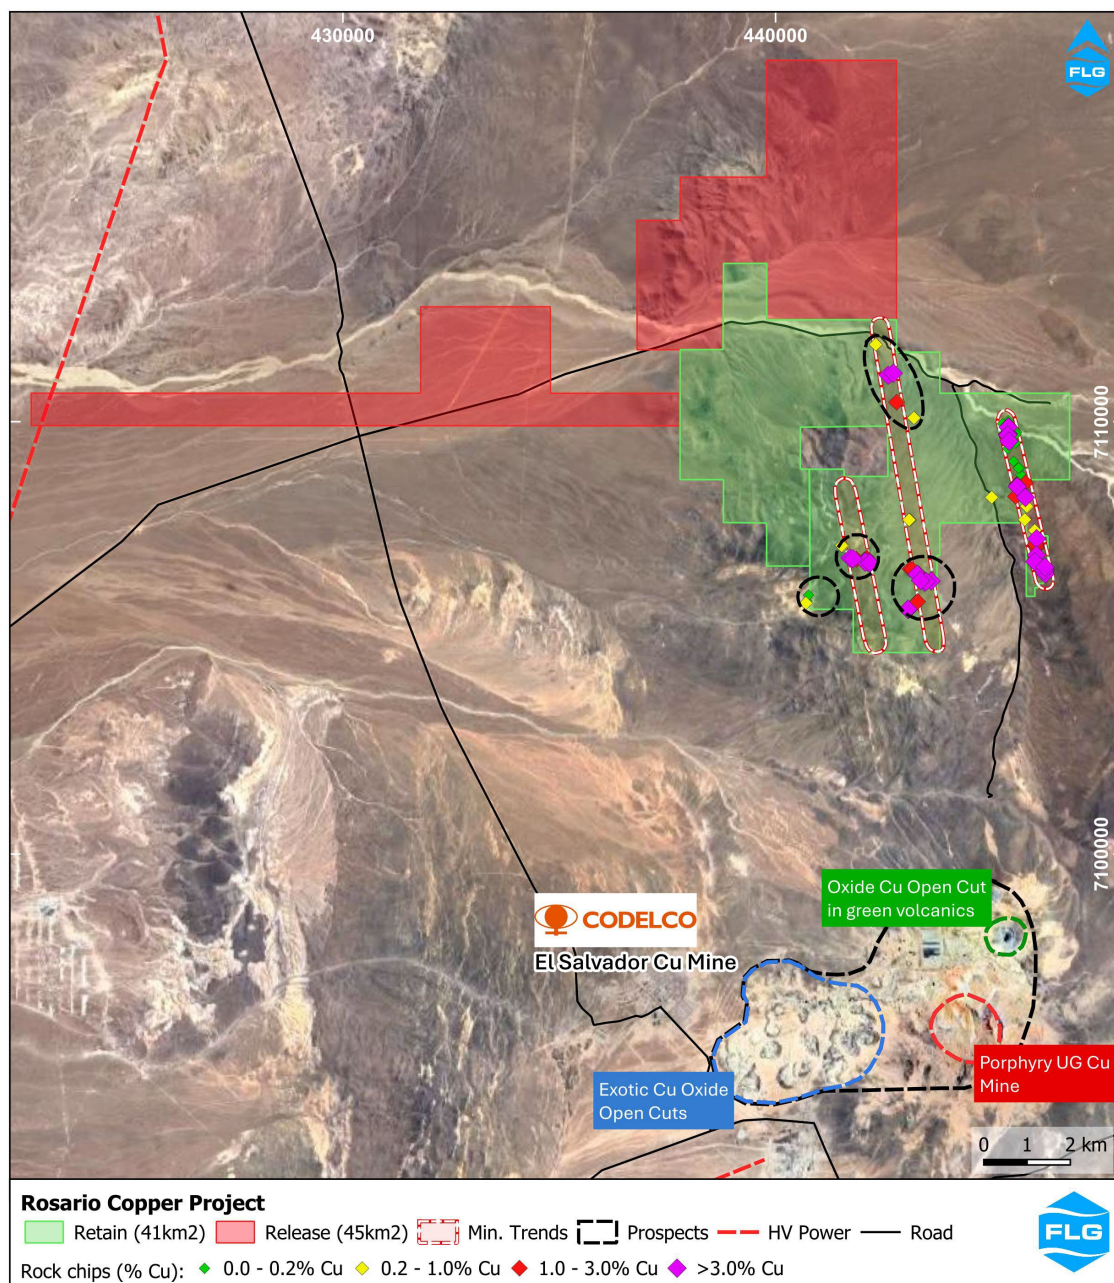 430000
440000
FLG
7110000
7100000
Oxide Cu Open Cut
in green volcanics
CODELCO
El Salvador Cu Mine
Porphyry UG Cu
Mine
Exotic Cu Oxide
Open Cuts
0 1 2 km
Rosario Copper Project
Retain (41km2) Release (45km2) Min. Trends Prospects HV Power Road
FLG
Rock chips (% Cu): 0.0 - 0.2% Cu 0.2 - 1.0% Cu 1.0 - 3.0% Cu >3.0% Cu